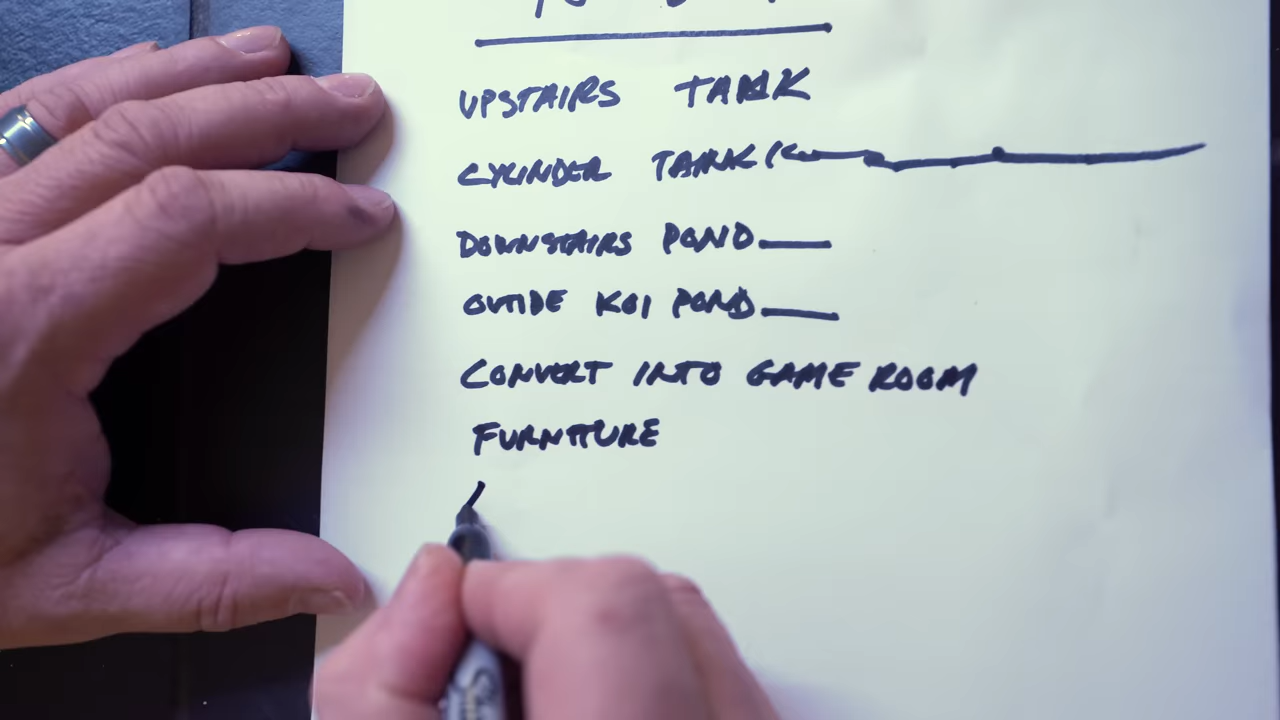 UPSTAIRS TANK
CYLINDER TANK
DOWNSTAIRS POND
OUTIDE KOI POND
CONVERT INTO GAME ROOM
FURNITURE